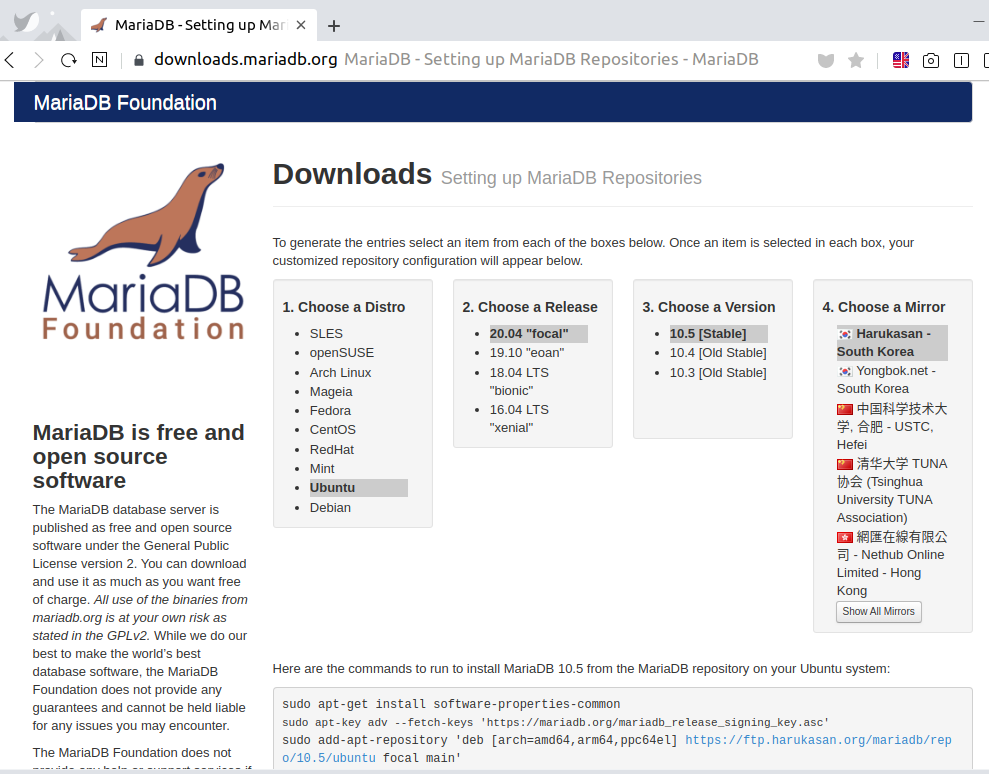 MariaDB - Setting up Mar
downloads.mariadb.org MariaDB - Setting up MariaDB Repositories - MariaDB
MariaDB Foundation
MariaDB
Foundation
Downloads Setting up MariaDB Repositories
To generate the entries select an item from each of the boxes below. Once an item is selected in each box, your
customized repository configuration will appear below.
1. Choose a Distro
SLES
openSUSE
Arch Linux
Mageia
Fedora
CentOS
RedHat
Mint
Ubuntu
Debian
2. Choose a Release
20.04 "focal"
19.10 "eoan"
18.04 LTS
"bionic"
16.04 LTS
"xenial"
3. Choose a Version
10.5 [Stable]
10.4 [Old Stable]
10.3 [Old Stable]
4. Choose a Mirror
Harukasan -
South Korea
Yongbok.net -
South Korea
中国科学技术大
学, 合肥 - USTC,
Hefei
清华大学 TUNA
协会 (Tsinghua
University TUNA
Association)
網匯在線有限公
司 - Nethub Online
Limited - Hong
Kong
Show All Mirrors
MariaDB is free and
open source
software
The MariaDB database server is
published as free and open source
software under the General Public
License version 2. You can download
and use it as much as you want free
of charge. All use of the binaries from
mariadb.org is at your own risk as
stated in the GPLv2. While we do our
best to make the world's best
database software, the MariaDB
Foundation does not provide any
guarantees and cannot be held liable
for any issues you may encounter.
The MariaDB Foundation does not
provide any help or support services if
Here are the commands to run to install MariaDB 10.5 from the MariaDB repository on your Ubuntu system:
sudo apt-get install software-properties-common
sudo apt-key adv --fetch-keys 'https://mariadb.org/mariadb_release_signing_key.asc'
sudo add-apt-repository 'deb [arch=amd64,arm64,ppc64el] https://ftp.harukasan.org/mariadb/rep
o/10.5/ubuntu focal main'